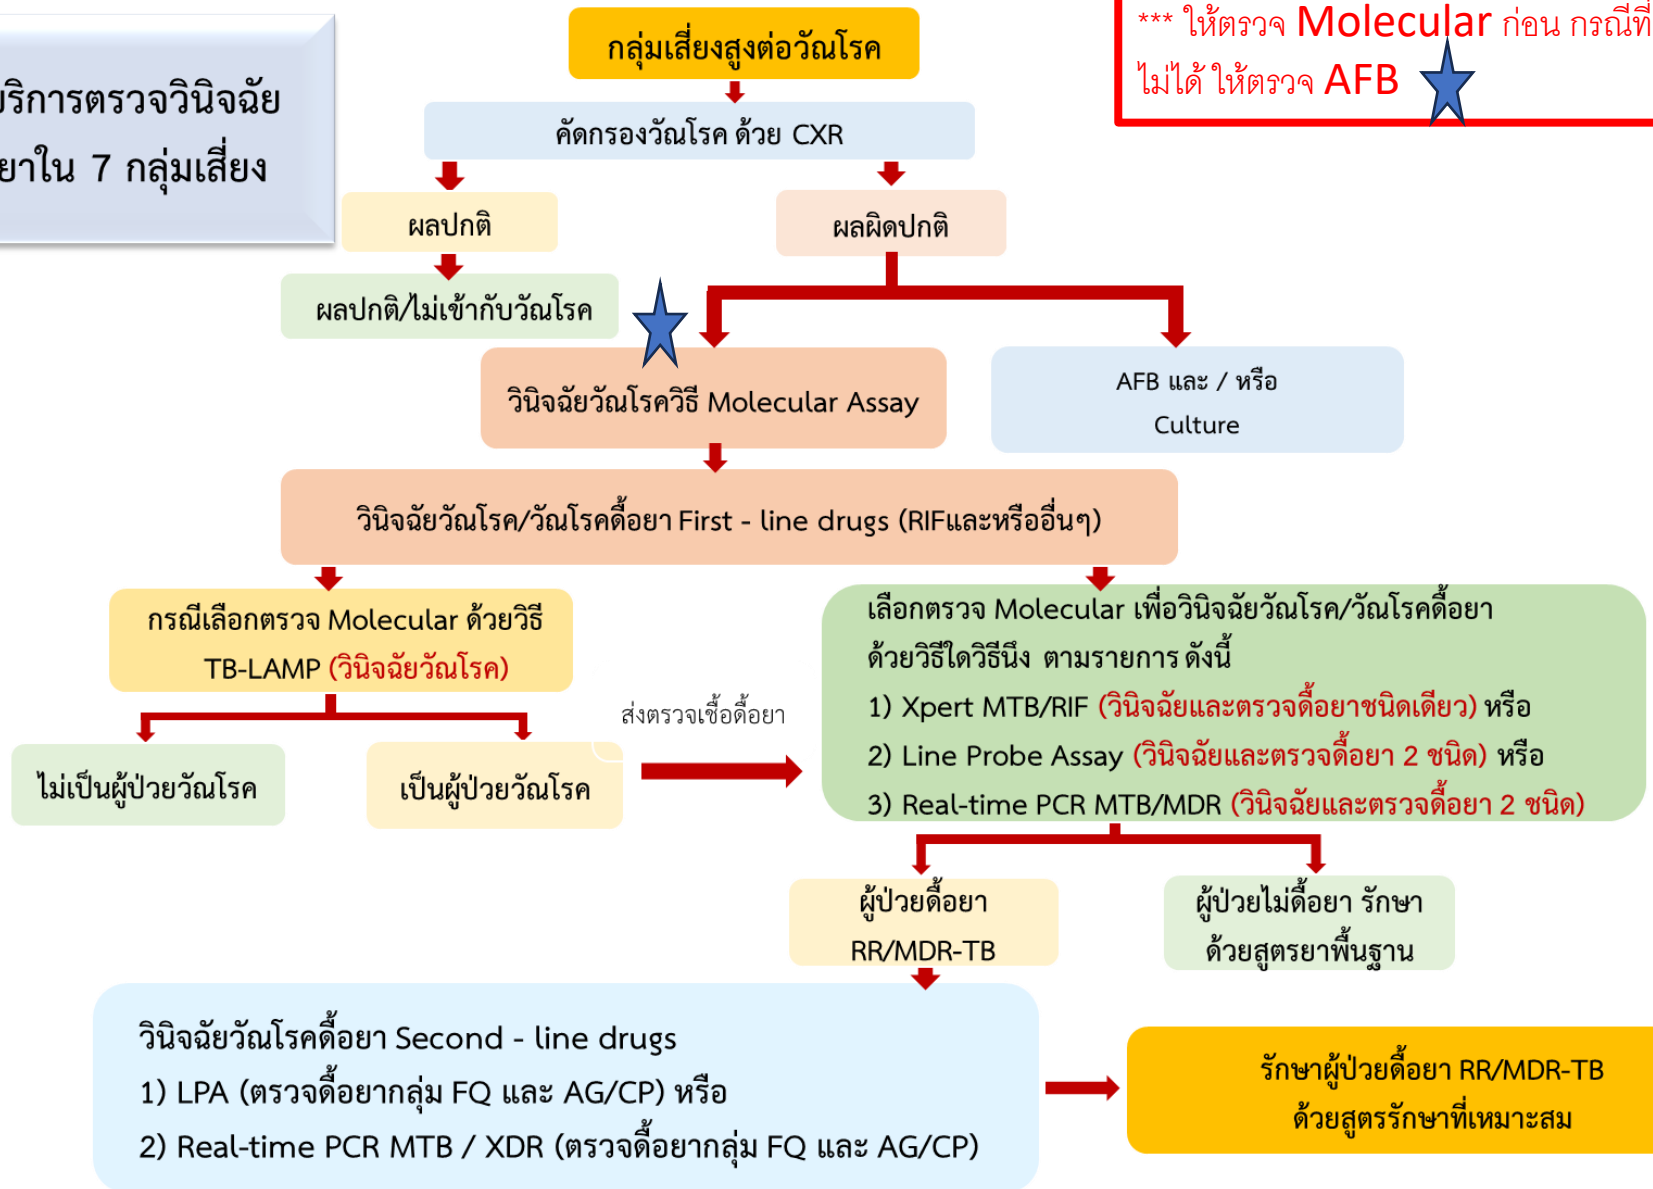 กลุ่มเสี่ยงสูงต่อวัณโรค
*** ให้ตรวจ Molecular ก่อน กรณีที่
ไม่ได้ ให้ตรวจ AFB
ริการตรวจวินิจฉัย
ยาใน 7 กลุ่มเสี่ยง
คัดกรองวัณโรค ด้วย CXR
ผลปกติ
ผลผิดปกติ
ผลปกติ/ไม่เข้ากับวัณโรค
วินิจฉัยวัณโรควิธี Molecular Assay
AFB และ / หรือ
Culture
วินิจฉัยวัณโรค/วัณโรคดื้อยา First - line drugs (RIFและหรืออื่นๆ)
กรณีเลือกตรวจ Molecular ด้วยวิธี
TB-LAMP (วินิจฉัยวัณโรค)
เลือกตรวจ Molecular เพื่อวินิจฉัยวัณโรค/วัณโรคดื้อยา
ด้วยวิธีใดวิธีนึง ตามรายการ ดังนี้
1) Xpert MTB/RIF (วินิจฉัยและตรวจดื้อยาชนิดเดียว) หรือ
2) Line Probe Assay (วินิจฉัยและตรวจดื้อยา 2 ชนิด) หรือ
3) Real-time PCR MTB/MDR (วินิจฉัยและตรวจดื้อยา 2 ชนิด)
ส่งตรวจเชื้อดื้อยา
ไม่เป็นผู้ป่วยวัณโรค
เป็นผู้ป่วยวัณโรค
ผู้ป่วยดื้อยา
RR/MDR-TB
ผู้ป่วยไม่ดื้อยา รักษา
ด้วยสูตรยาพื้นฐาน
วินิจฉัยวัณโรคดื้อยา Second - line drugs
1) LPA (ตรวจดื้อยากลุ่ม FQ และ AG/CP) หรือ
2) Real-time PCR MTB / XDR (ตรวจดื้อยากลุ่ม FQ และ AG/CP)
รักษาผู้ป่วยดื้อยา RR/MDR-TB
ด้วยสูตรรักษาที่เหมาะสม